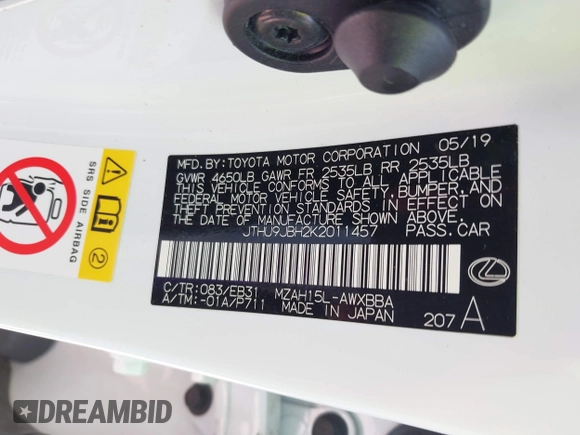 MFD. BY: TOYOTA MOTOR CORPORATION 05/19
GVWR 4650LB GAWR FR 2535LB RR 2535LB
THIS VEHICLE CONFORMS TO ALL APPLICABLE
FEDERAL MOTOR VEHICLE SAFETY, BUMPER, AND
THEFT PREVENTION STANDARDS IN EFFECT ON
THE DATE OF MANUFACTURE SHOWN ABOVE.
JTHU9JBH2K2011457 PASS.CAR
C/TR: 083/EB31 MZAH15L-AWXBBA
A/TM: -01A/P711 MADE IN JAPAN
207 A
SRS SIDE AIRBAG
2
DREAMBID